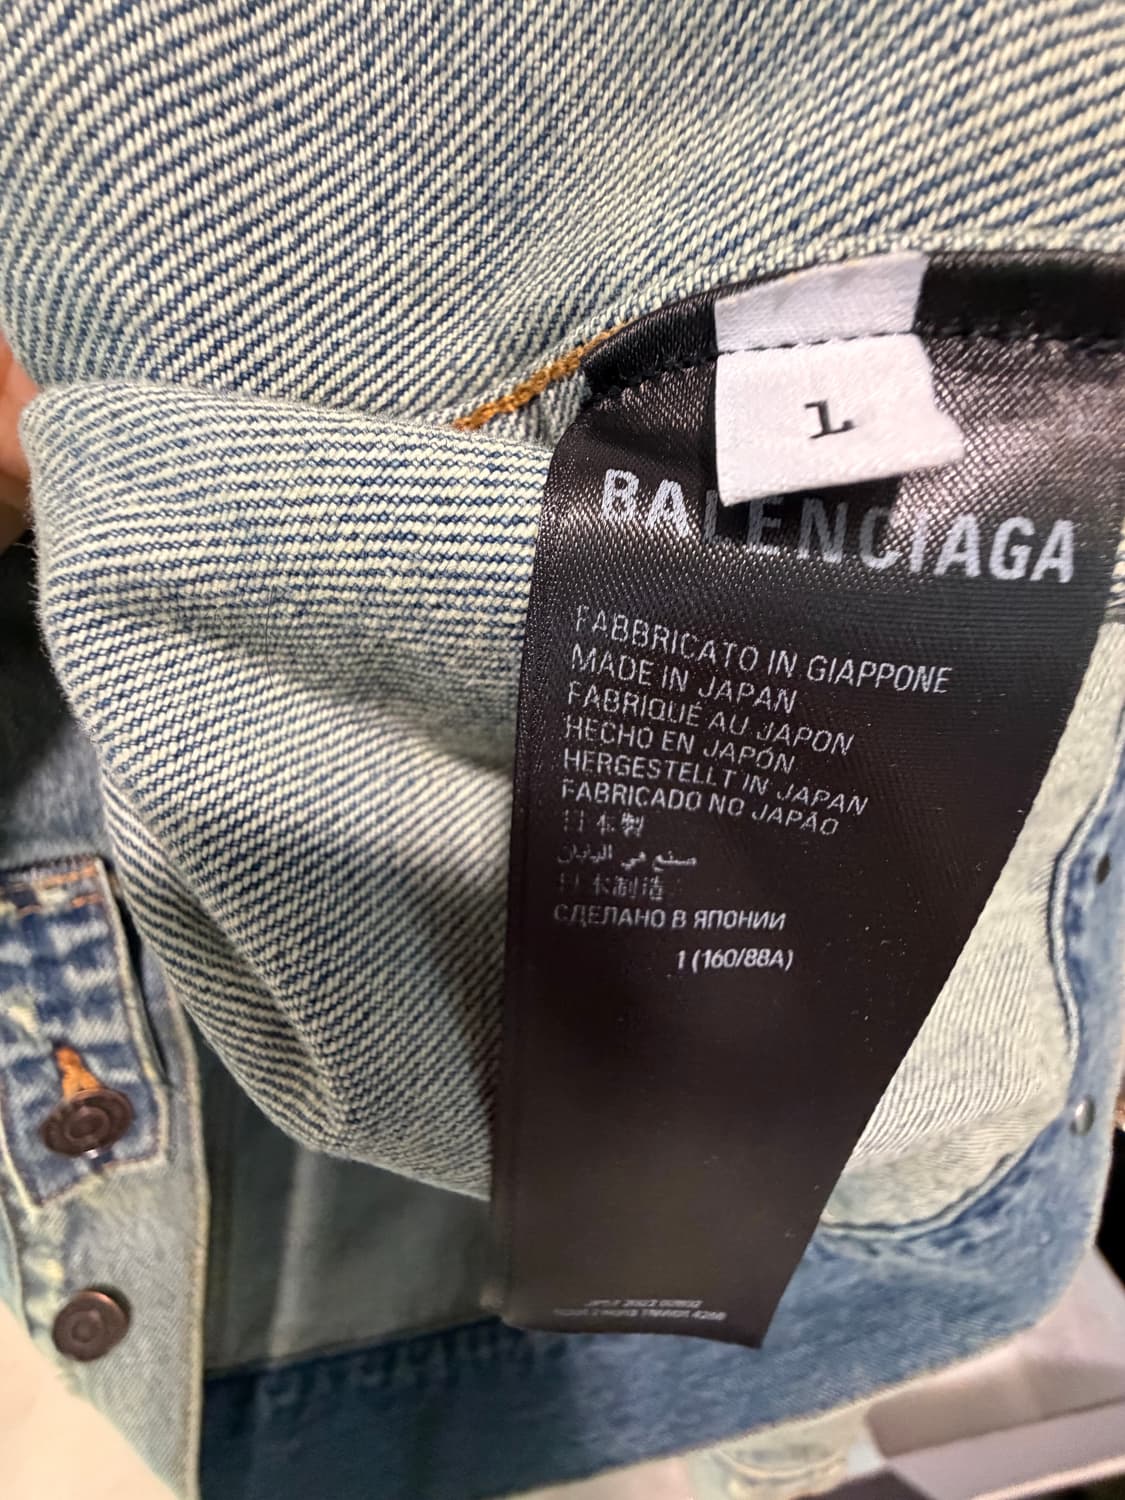 1
BALENCIAGA
FABBRICATO IN GIAPPONE
MADE IN JAPAN
FABRIQUÉ AU JAPON
HECHO EN JAPÓN
HERGESTELLT IN JAPAN
FABRICADO NO JAPÃO
日本製
صنع في اليابان
日本制造
СДЕЛАНО В ЯПОНИИ
1 (160/88A)